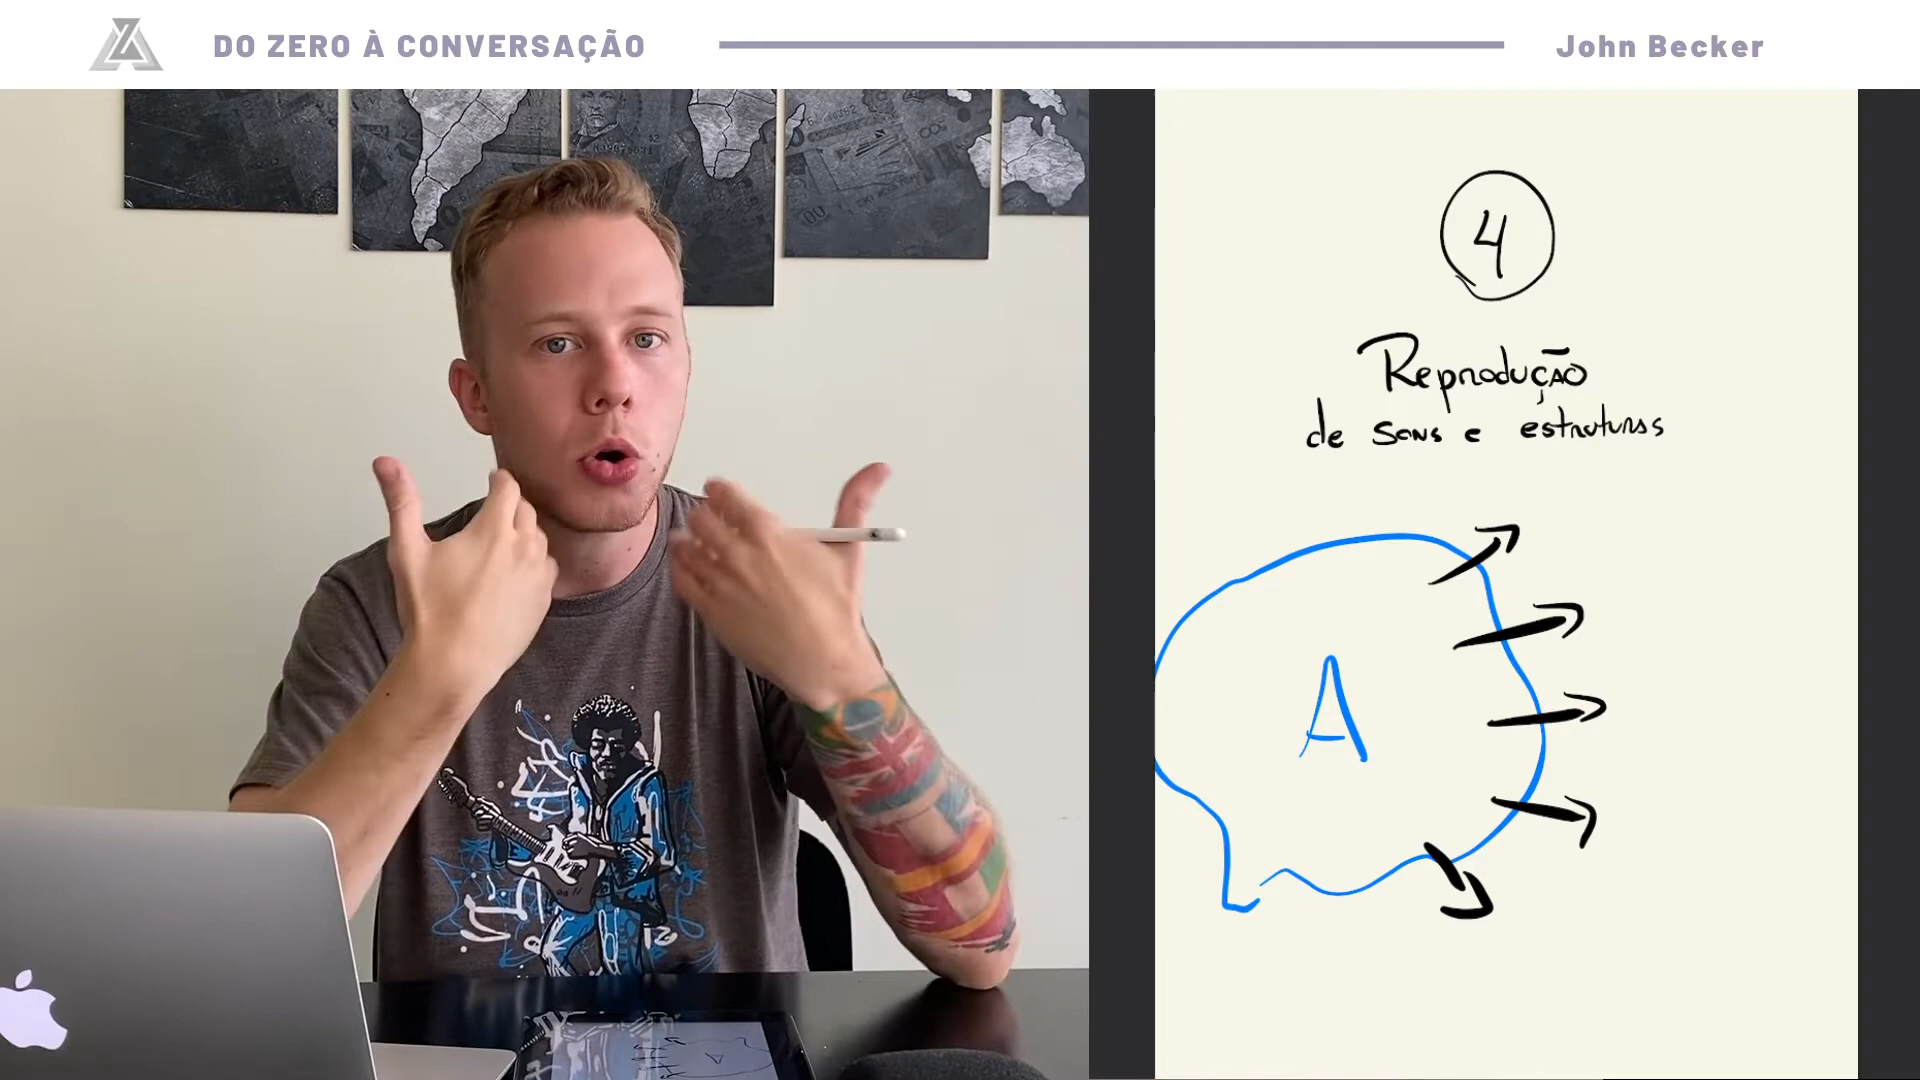 DO ZERO À CONVERSAÇÃO
John Becker
4
Reprodução
de sons e estruturas
A